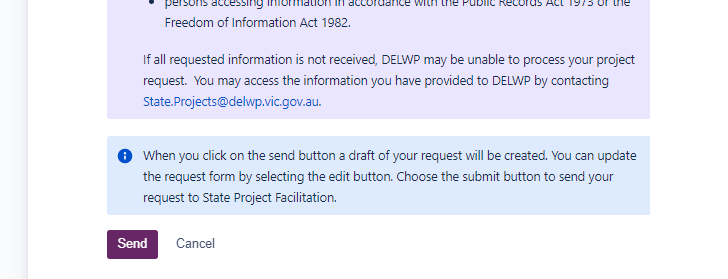 persons accessing information in accordance with the Public Records Act 1973 or the
Freedom of Information Act 1982.
If all requested information is not received, DELWP may be unable to process your project
request. You may access the information you have provided to DELWP by contacting
State.Projects@delwp.vic.gov.au.
When you click on the send button a draft of your request will be created. You can update
the request form by selecting the edit button. Choose the submit button to send your
request to State Project Facilitation.
Send Cancel